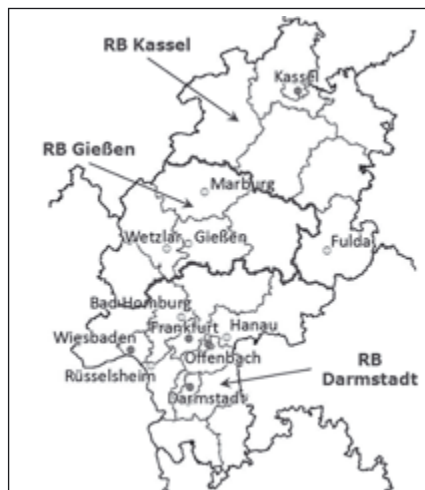 RB Kassel
Kassel
RB Gießen
Marburg
Wetzlar
Gießen
Fulda
Bad Homburg
Wiesbaden
Frankfurt
Hanau
Offenbach
Rüsselsheim
RB
Darmstadt
Darmstadt